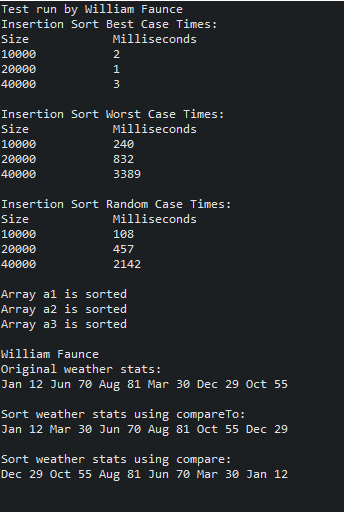 Test run by William Faunce
Insertion Sort Best Case Times:
Size Milliseconds
10000 2
20000 1
40000 3
Insertion Sort Worst Case Times:
Size Milliseconds
10000 240
20000 832
40000 3389
Insertion Sort Random Case Times:
Size Milliseconds
10000 108
20000 457
40000 2142
Array a1 is sorted
Array a2 is sorted
Array a3 is sorted
William Faunce
Original weather stats:
Jan 12 Jun 70 Aug 81 Mar 30 Dec 29 Oct 55
Sort weather stats using compareTo:
Jan 12 Mar 30 Jun 70 Aug 81 Oct 55 Dec 29
Sort weather stats using compare:
Dec 29 Oct 55 Aug 81 Jun 70 Mar 30 Jan 12